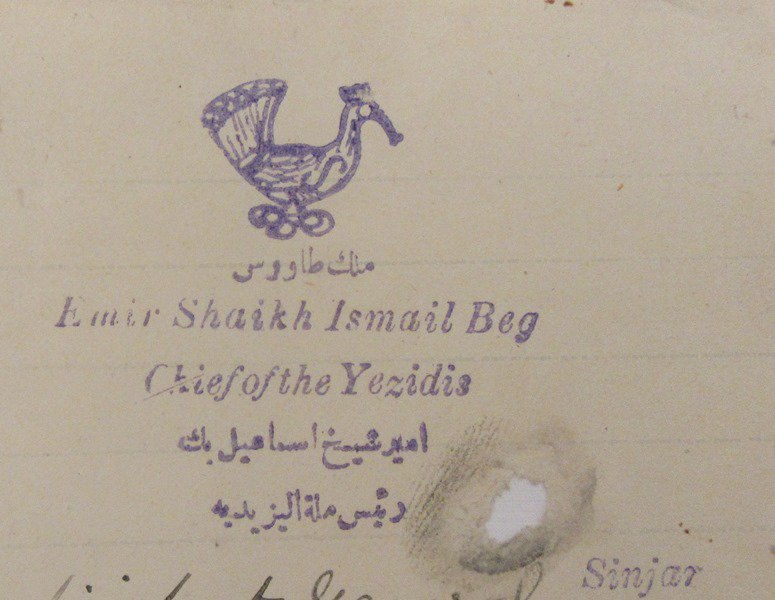 ملك طاووس
Emir Shaikh Ismail Beg
Chief of the Yezidis
امير شيخ اسماعيل بك
رئيس ملة اليزيديه
Sinjar